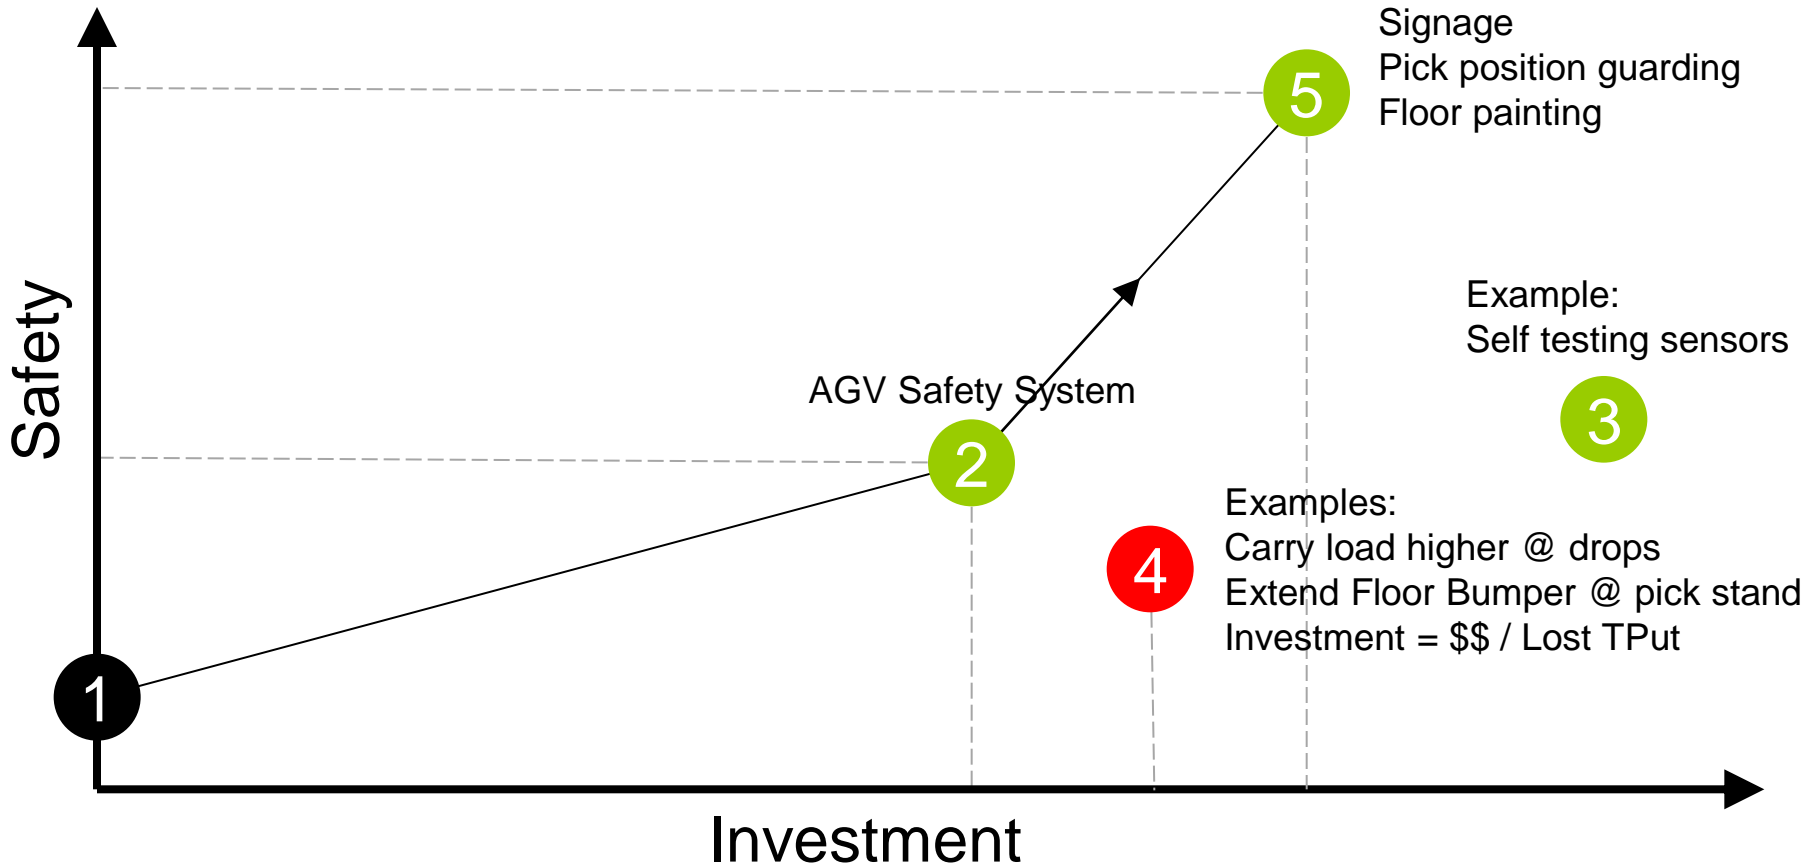 Signage
Pick position guarding
Floor painting
5
Example:
Self testing sensors
3
Safety
AGV Safety System
2
Examples:
Carry load higher @ drops
Extend Floor Bumper @ pick stand
Investment = $$ / Lost TPut
4
1
Investment